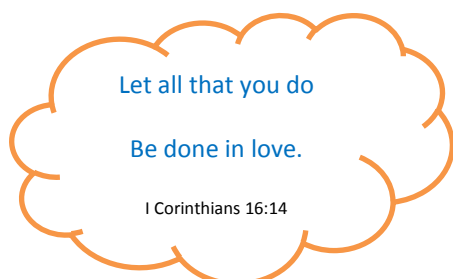 Let all that you do
Be done in love.
I Corinthians 16:14